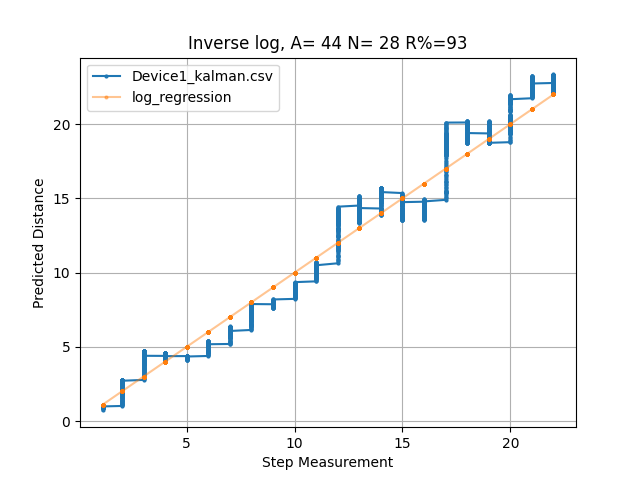 Inverse log, A= 44 N= 28 R%=93
Device1_kalman.csv
log_regression
20
15
10
5
0
Predicted Distance
5 10 15 20
Step Measurement